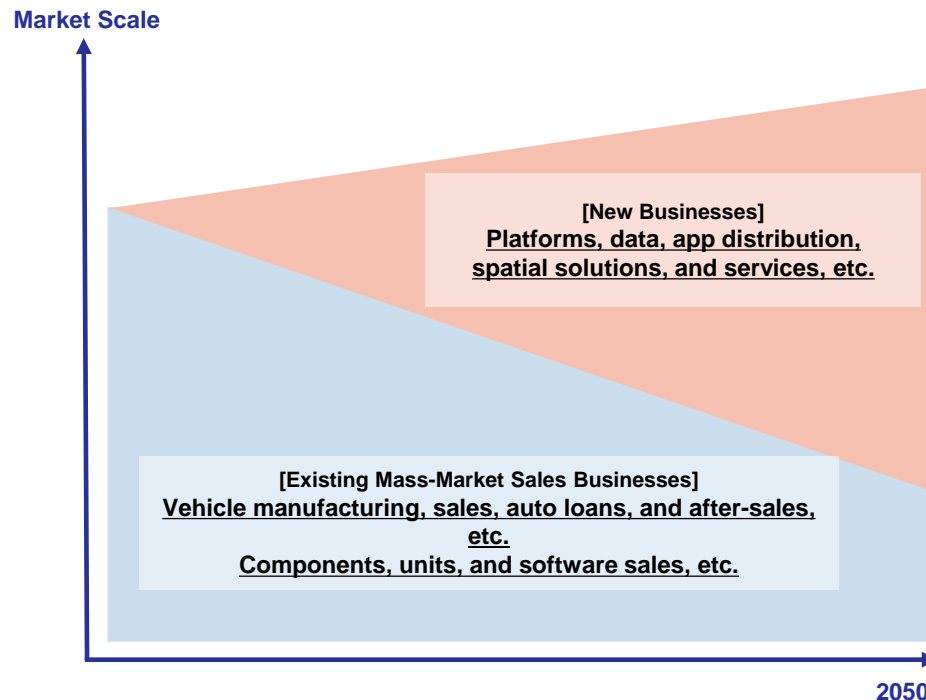 Market Scale
[New Businesses]
Platforms, data, app distribution,
spatial solutions, and services, etc.
[Existing Mass-Market Sales Businesses]
Vehicle manufacturing, sales, auto loans, and after-sales,
etc.
Components, units, and software sales, etc.
2050